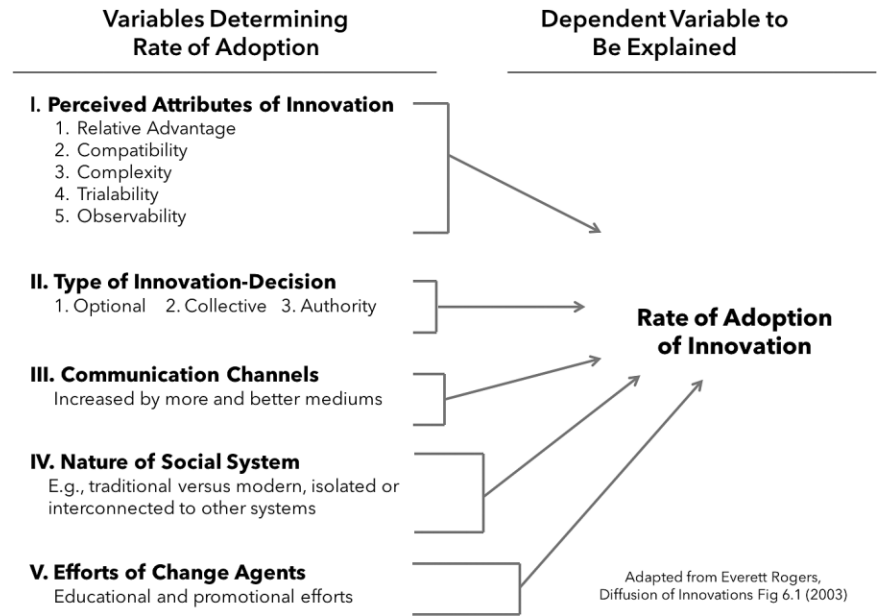 Variables Determining
Rate of Adoption
Dependent Variable to
Be Explained
I. Perceived Attributes of Innovation
1. Relative Advantage
2. Compatibility
3. Complexity
4. Trialability
5. Observability
II. Type of Innovation-Decision
1. Optional 2. Collective 3. Authority
III. Communication Channels
Increased by more and better mediums
IV. Nature of Social System
E.g., traditional versus modern, isolated or
interconnected to other systems
V. Efforts of Change Agents
Educational and promotional efforts
Rate of Adoption
of Innovation
Adapted from Everett Rogers,
Diffusion of Innovations Fig 6.1 (2003)